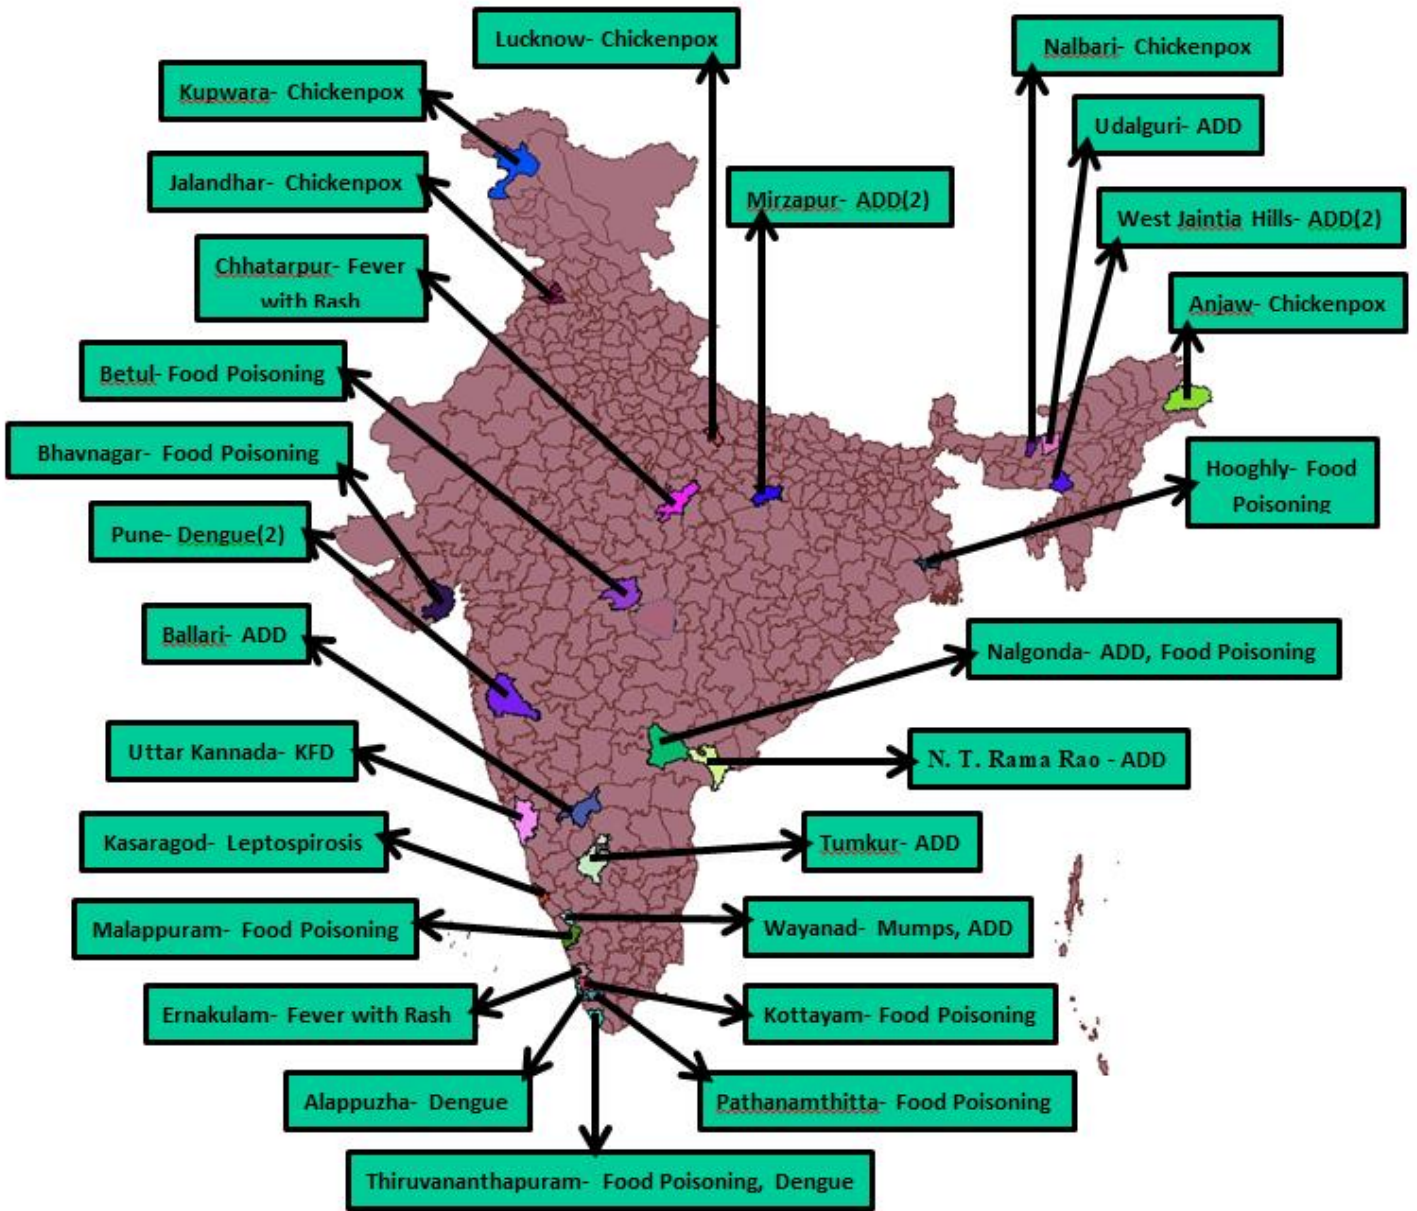 Lucknow- Chickenpox
Nalbari- Chickenpox
Kupwara- Chickenpox
Udalguri- ADD
Jalandhar- Chickenpox
Mirzapur- ADD(2)
West Jaintia Hills- ADD(2)
Chhatarpur- Fever
with Rash
Anjaw- Chickenpox
Betul- Food Poisoning
Bhavnagar- Food Poisoning
Hooghly- Food
Poisoning
Pune- Dengue(2)
Ballari- ADD
Nalgonda- ADD, Food Poisoning
Uttar Kannada- KFD
N. T. Rama Rao - ADD
Kasaragod- Leptospirosis
Tumkur- ADD
Malappuram- Food Poisoning
Wayanad- Mumps, ADD
Ernakulam- Fever with Rash
Kottayam- Food Poisoning
Alappuzha- Dengue
Pathanamthitta- Food Poisoning
Thiruvananthapuram- Food Poisoning, Dengue